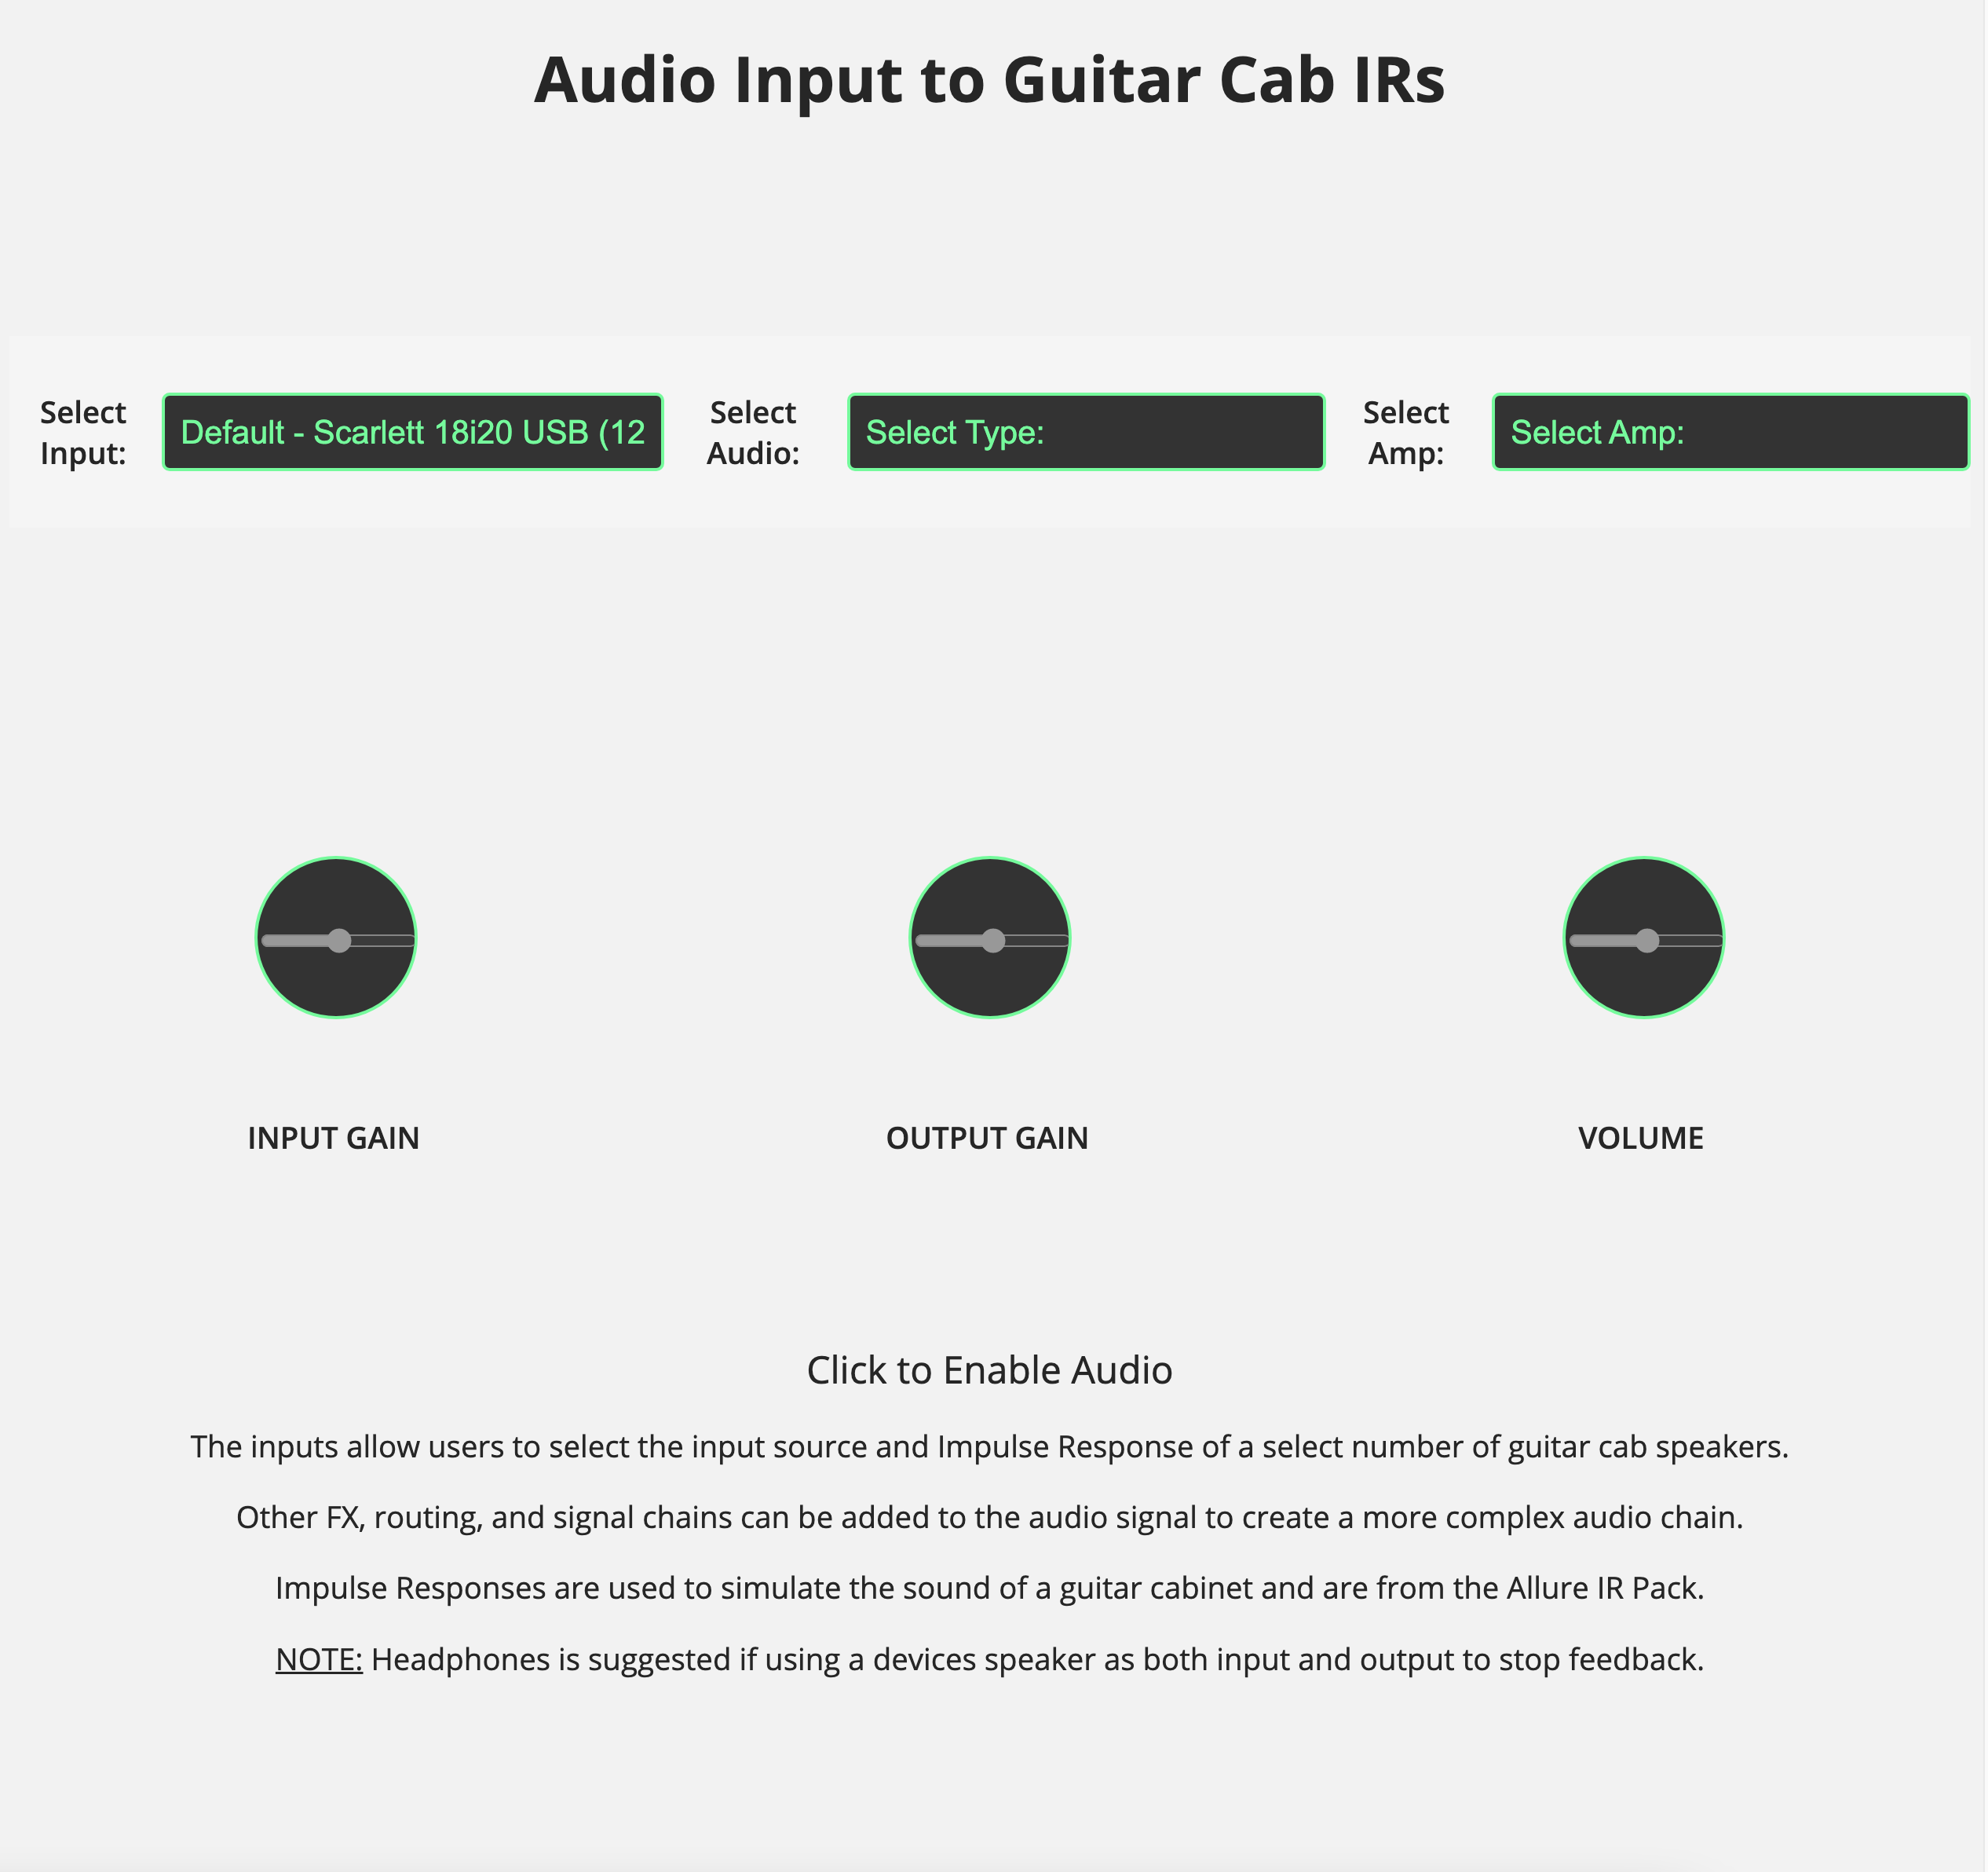 Audio Input to Guitar Cab IRs
Select
Input:
Default - Scarlett 18i20 USB (12
Select
Audio:
Select Type:
Select
Amp:
Select Amp:
INPUT GAIN
OUTPUT GAIN
VOLUME
Click to Enable Audio
The inputs allow users to select the input source and Impulse Response of a select number of guitar cab speakers.
Other FX, routing, and signal chains can be added to the audio signal to create a more complex audio chain.
Impulse Responses are used to simulate the sound of a guitar cabinet and are from the Allure IR Pack.
NOTE: Headphones is suggested if using a devices speaker as both input and output to stop feedback.